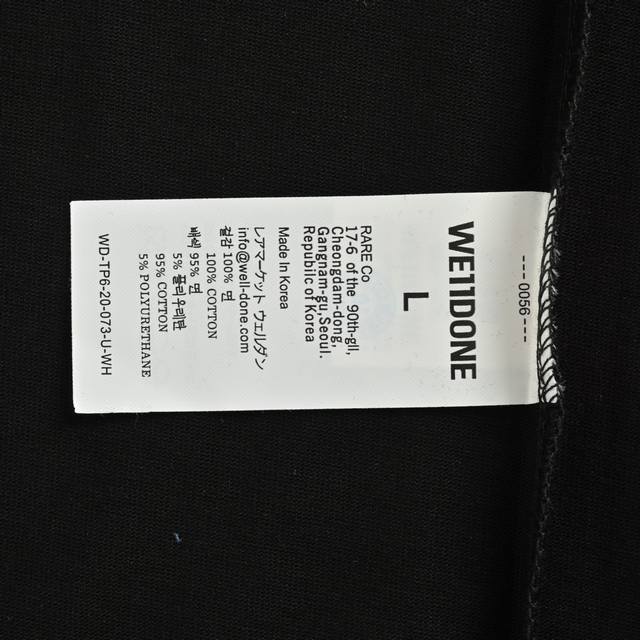 --- 0056 ---
WE11DONE
L
RARE Co
17-6 of the 90th-gil,
Cheongdam-dong,
Gangnam-gu,Seoul.
Republic of Korea
Made In Korea
レアマーケット ウェルダン
info@well-done.com
겉감 100% 면
100% COTTON
배색 95% 면
5% 폴리 우레탄
95% COTTON
5% POLYURETHANE
WD-TP6-20-073-U-WH